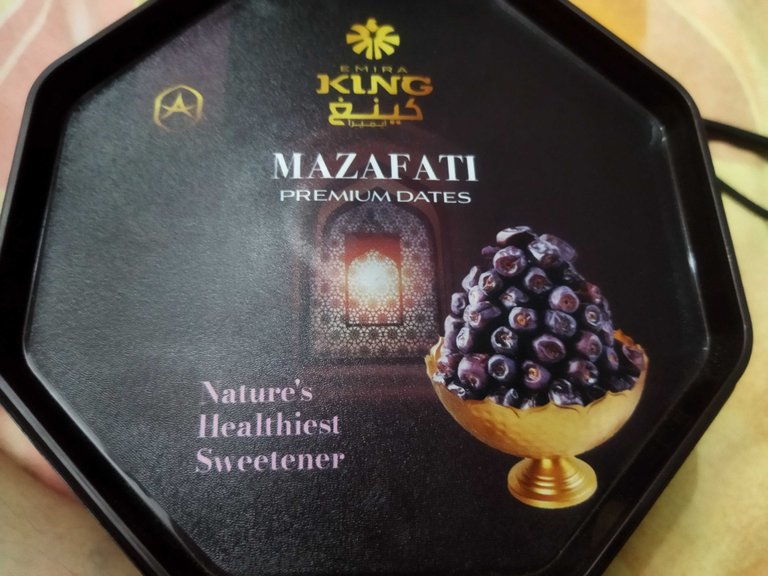 EMIRA
KING
كينغ
ايميرا
MAZAFATI
PREMIUM DATES
Nature's
Healthiest
Sweetener